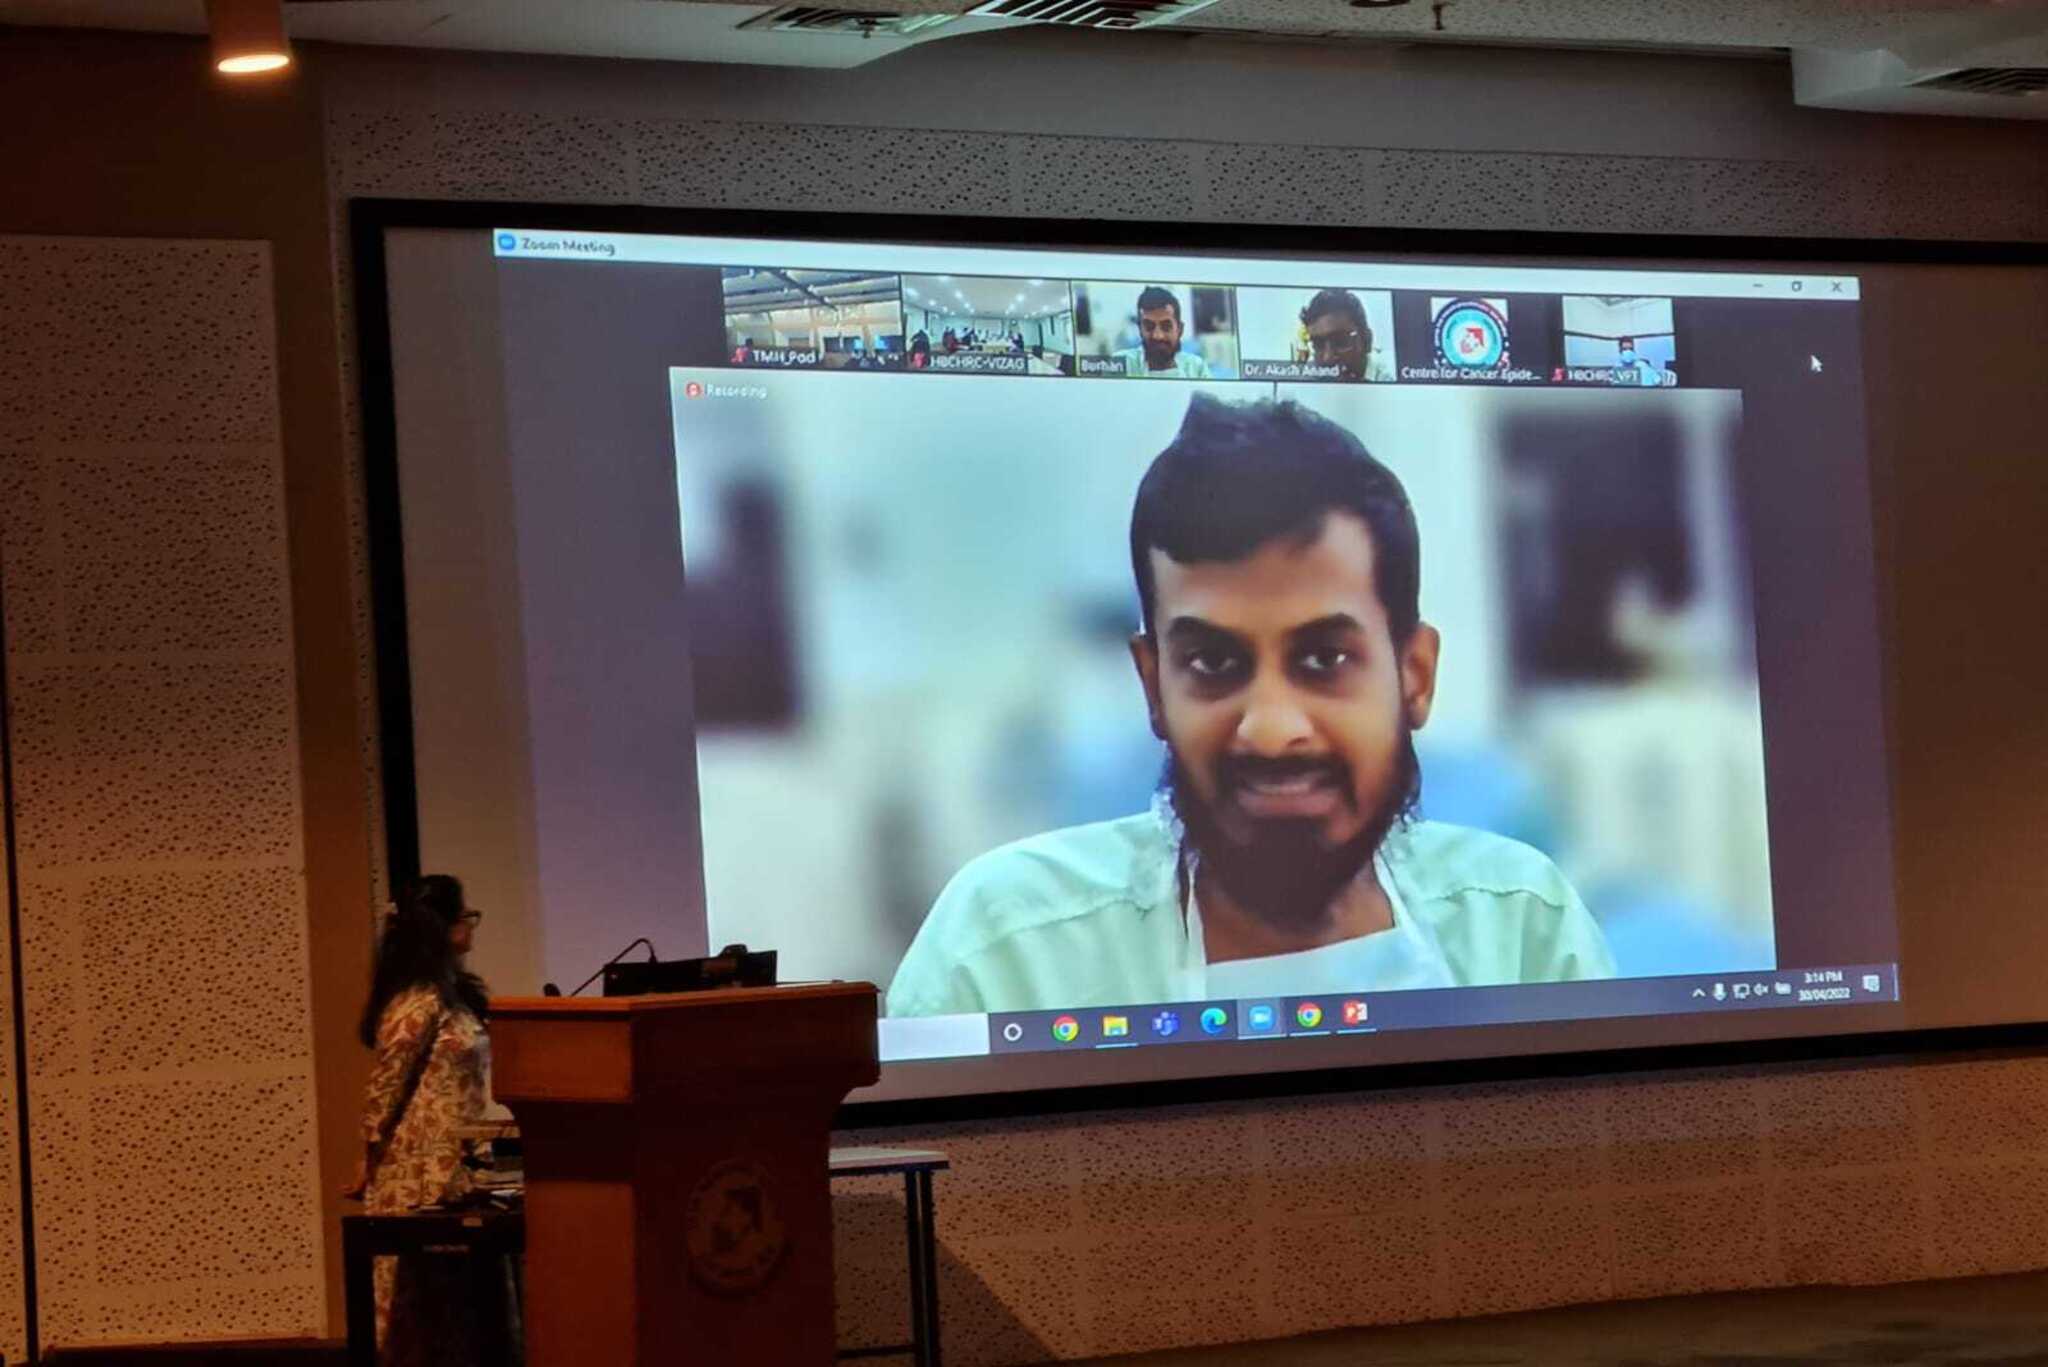 Zoom Meeting
TMH_Pod
HBCHRC-VIZAG
Burhan
Dr. Akash Anand
Centre for Cancer Epide...
Recording
3:14 PM
30/04/2022